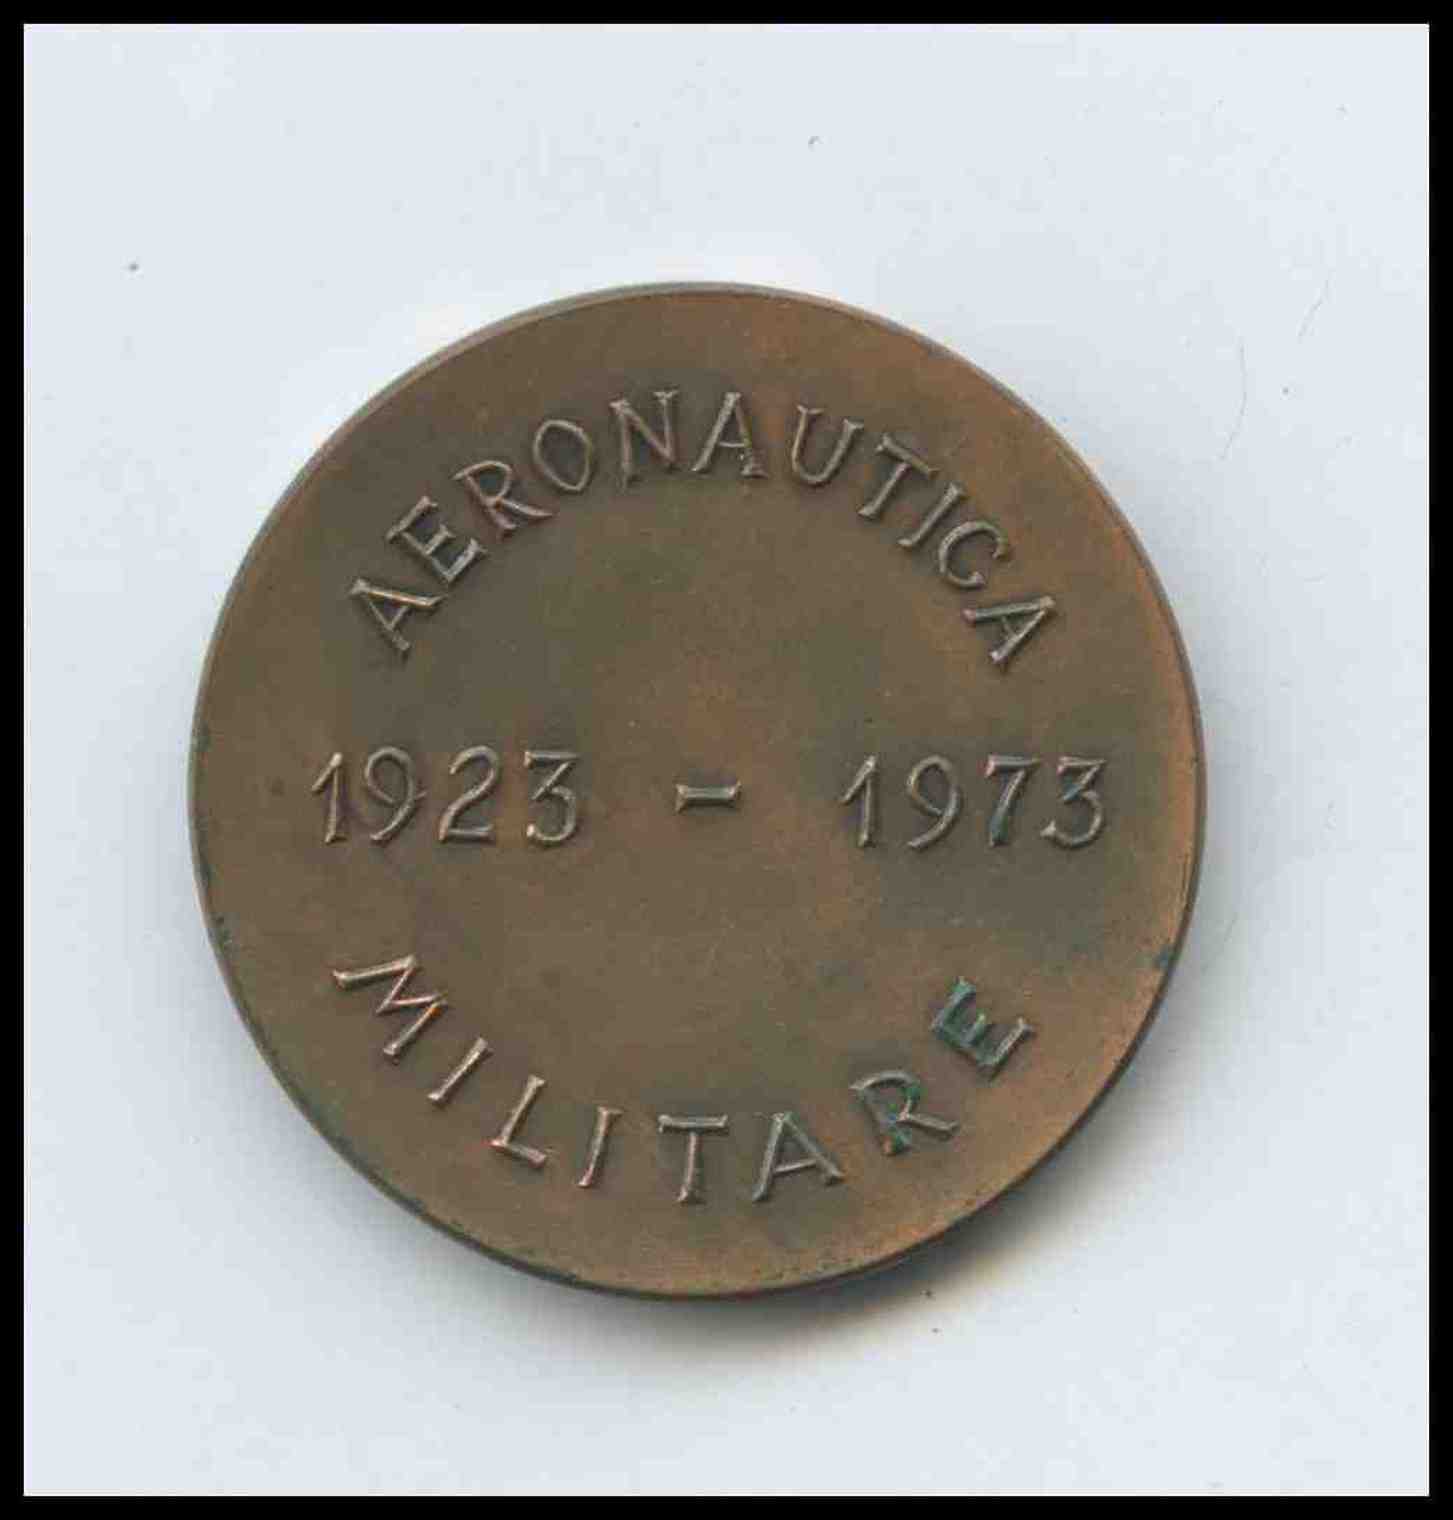 AERONAUTICA
1923 - 1973
MILITARE